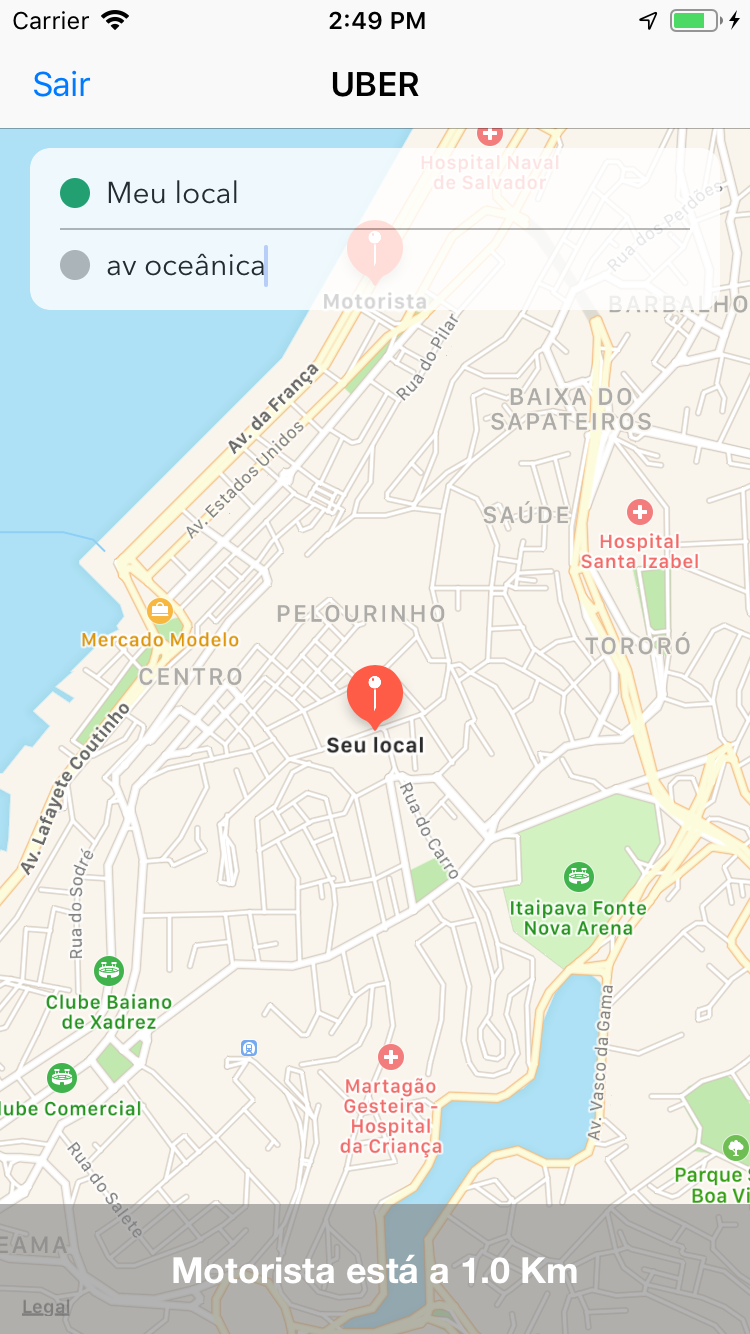 Carrier
2:49 PM
Sair
UBER
Hospital Naval
de Salvador
Meu local
Rua dos Perdões
av oceânica
Motorista
BARBALHO
Rua do Pilar
Av. da França
BAIXA DO
SAPATEIROS
Av. Estados Unidos
SAÚDE
Hospital
Santa Izabel
PELOURINHO
Mercado Modelo
TORORÓ
CENTRO
Seu local
Av. Lafayete Coutinho
Rua do Carro
Rua do Sodré
Itaipava Fonte
Nova Arena
Clube Baiano
de Xadrez
Av. Vasco da Gama
Martagão
Gesteira -
Hospital
da Criança
lube Comercial
Rua do Salete
Parque
Boa Vi
EAMA
Motorista está a 1.0 Km
Legal